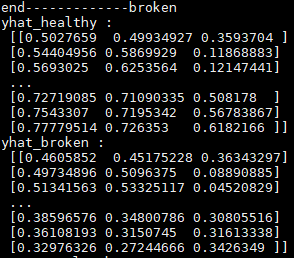 end-------------broken
yhat_healthy :
[[0.5027659 0.49934927 0.3593704 ]
[0.54404956 0.5869929 0.11868883]
[0.5693025 0.6253564 0.12147441]
...
[0.72719085 0.71090335 0.508178 ]
[0.7543307 0.7195342 0.56783867]
[0.77779514 0.726353 0.6182166 ]]
yhat_broken :
[[0.4605852 0.45175228 0.36343297]
[0.49734896 0.5096375 0.08890885]
[0.51341563 0.53325117 0.04520829]
...
[0.38596576 0.34800786 0.30805516]
[0.36108193 0.3150745 0.31613338]
[0.32976326 0.27244666 0.3426349 ]]